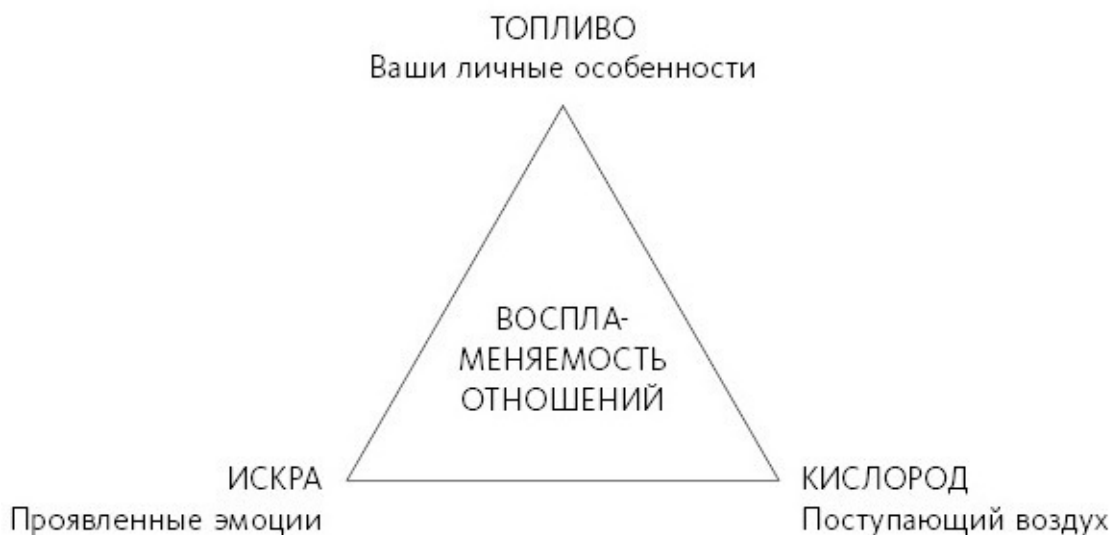 ТОПЛИВО
Ваши личные особенности
ВОСПЛА-
МЕНЯЕМОСТЬ
ОТНОШЕНИЙ
ИСКРА
Проявленные эмоции
КИСЛОРОД
Поступающий воздух